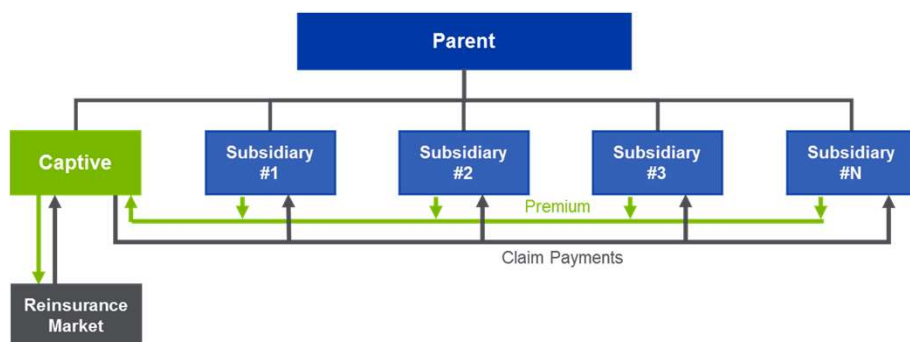 Parent
Captive
Subsidiary
#1
Subsidiary
#2
Subsidiary
#3
Subsidiary
#N
Premium
Claim Payments
Reinsurance
Market